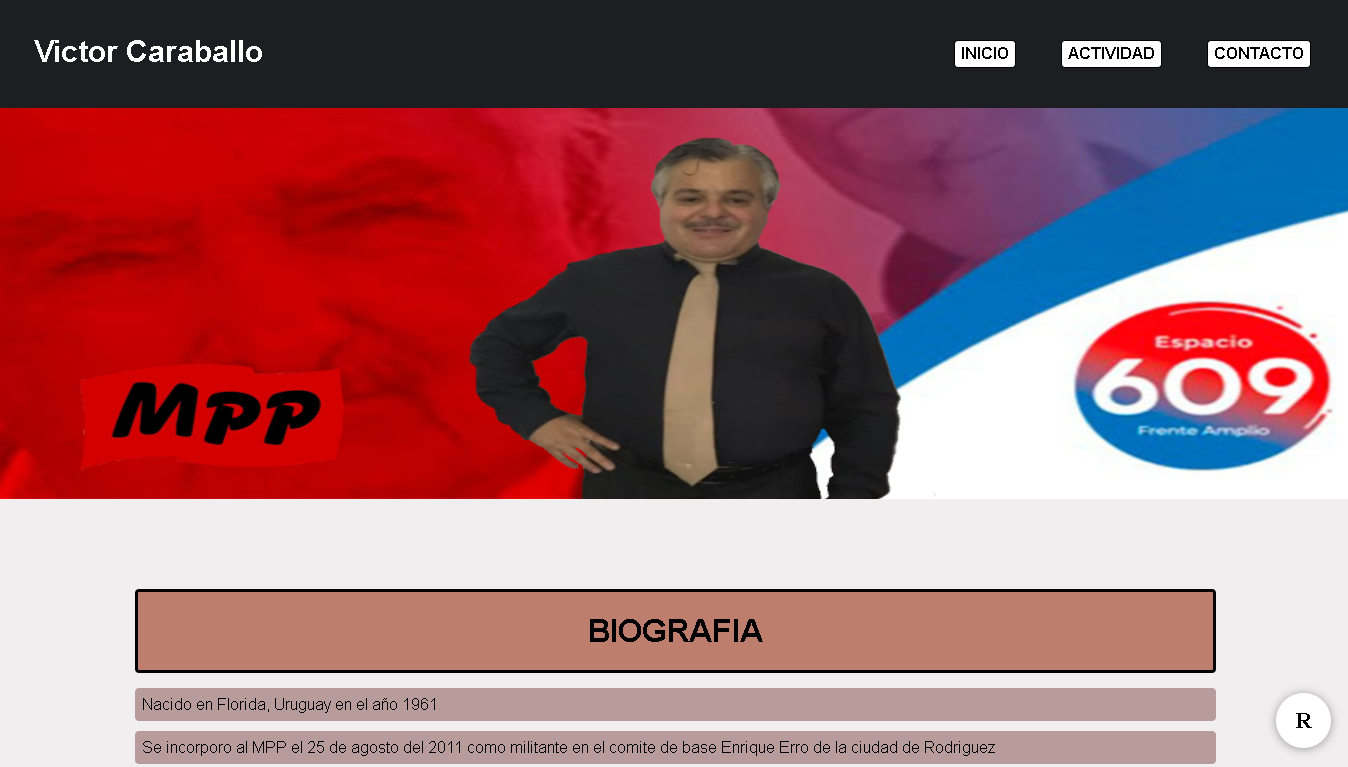 Victor Caraballo
INICIO
ACTIVIDAD
CONTACTO
Espacio
609
Frente Amplio
MPP
BIOGRAFIA
Nacido en Florida, Uruguay en el año 1961
R
Se incorporo al MPP el 25 de agosto del 2011 como militante en el comite de base Enrique Erro de la ciudad de Rodriguez